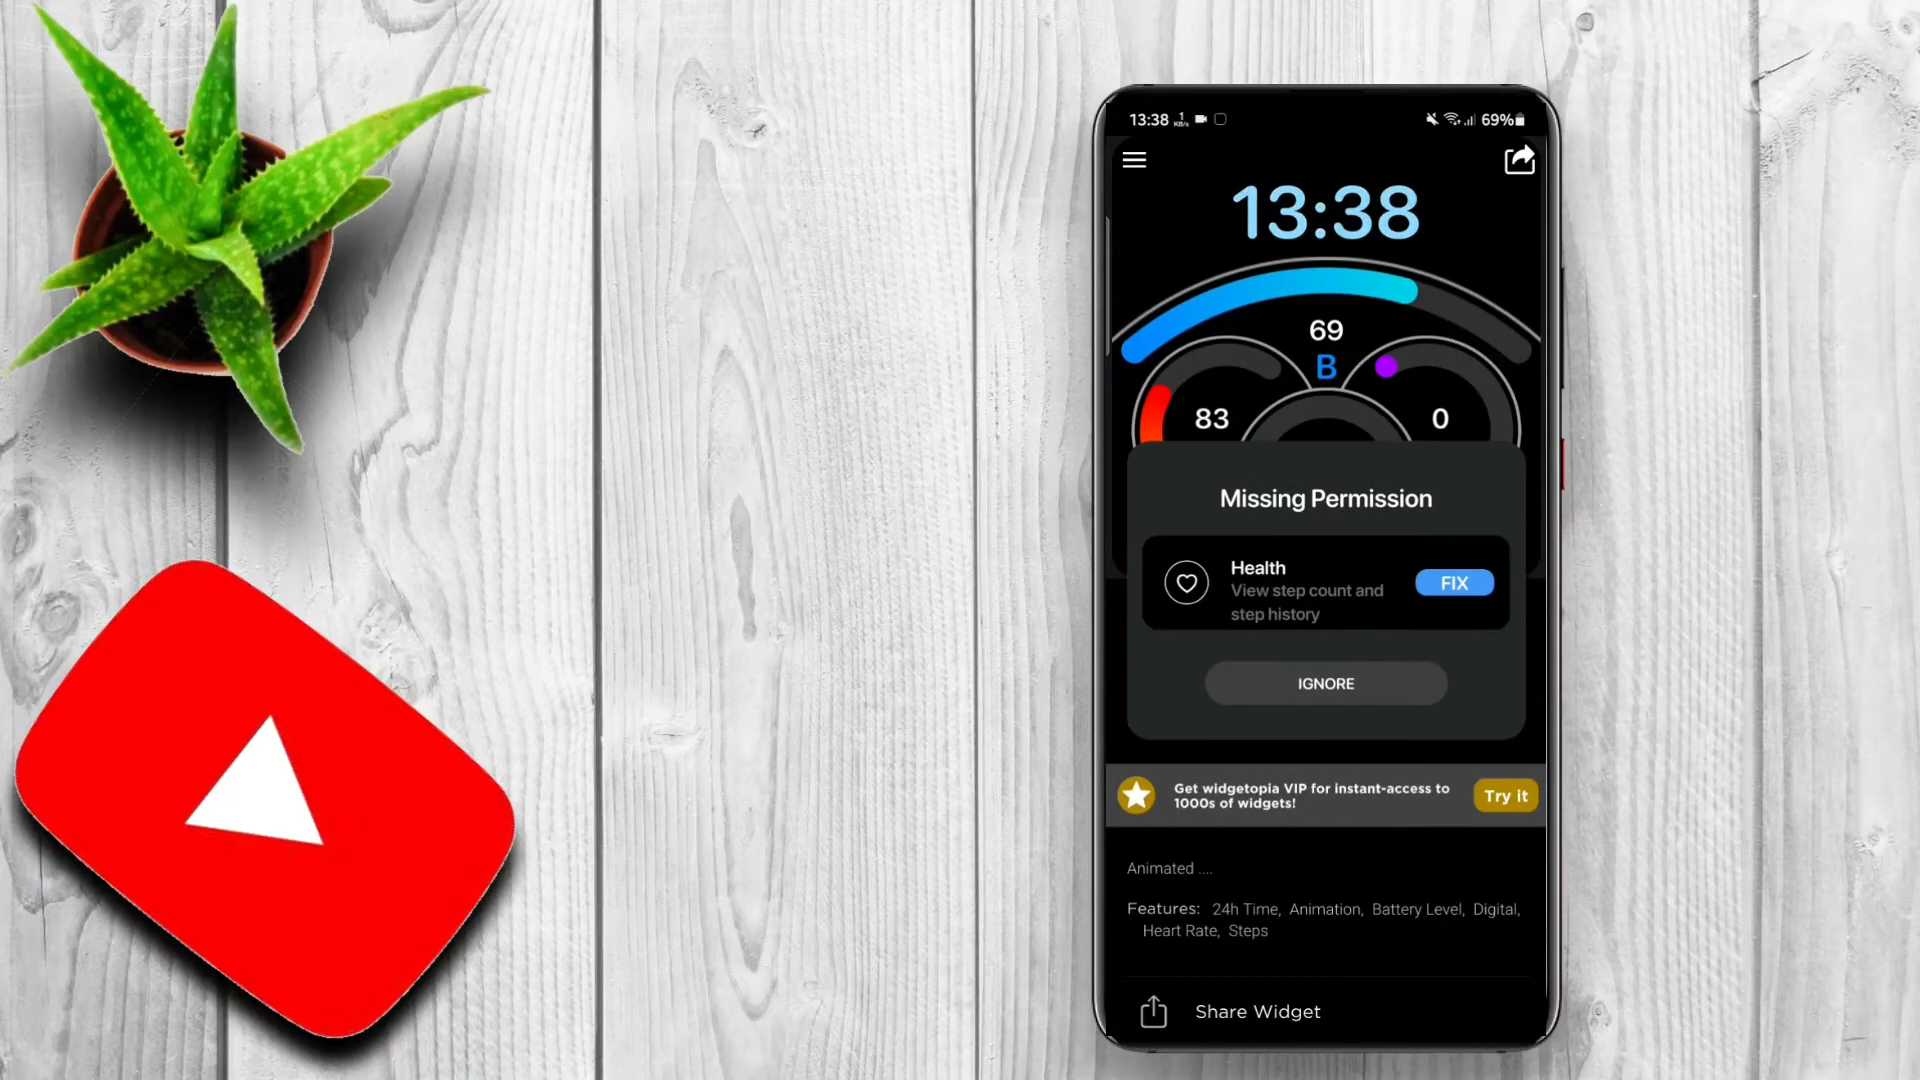 13:38 1 KB/s 69%
13:38
69
B
83 0
Missing Permission
Health
View step count and
step history
FIX
IGNORE
Get widgetopia VIP for instant-access to
1000s of widgets!
Try it
Animated ....
Features: 24h Time, Animation, Battery Level, Digital,
Heart Rate, Steps
Share Widget